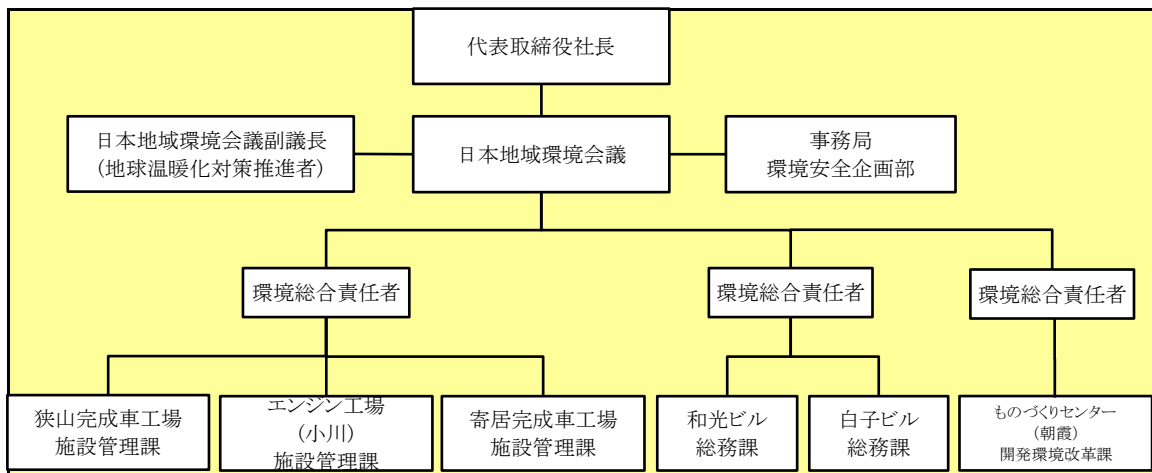 代表取締役社長
日本地域環境会議副議長
(地球温暖化対策推進者)
日本地域環境会議
事務局
環境安全企画部
環境総合責任者
環境総合責任者
環境総合責任者
狭山完成車工場
施設管理課
エンジン工場
(小川)
施設管理課
寄居完成車工場
施設管理課
和光ビル
総務課
白子ビル
総務課
ものづくりセンター
(朝霞)
開発環境改革課